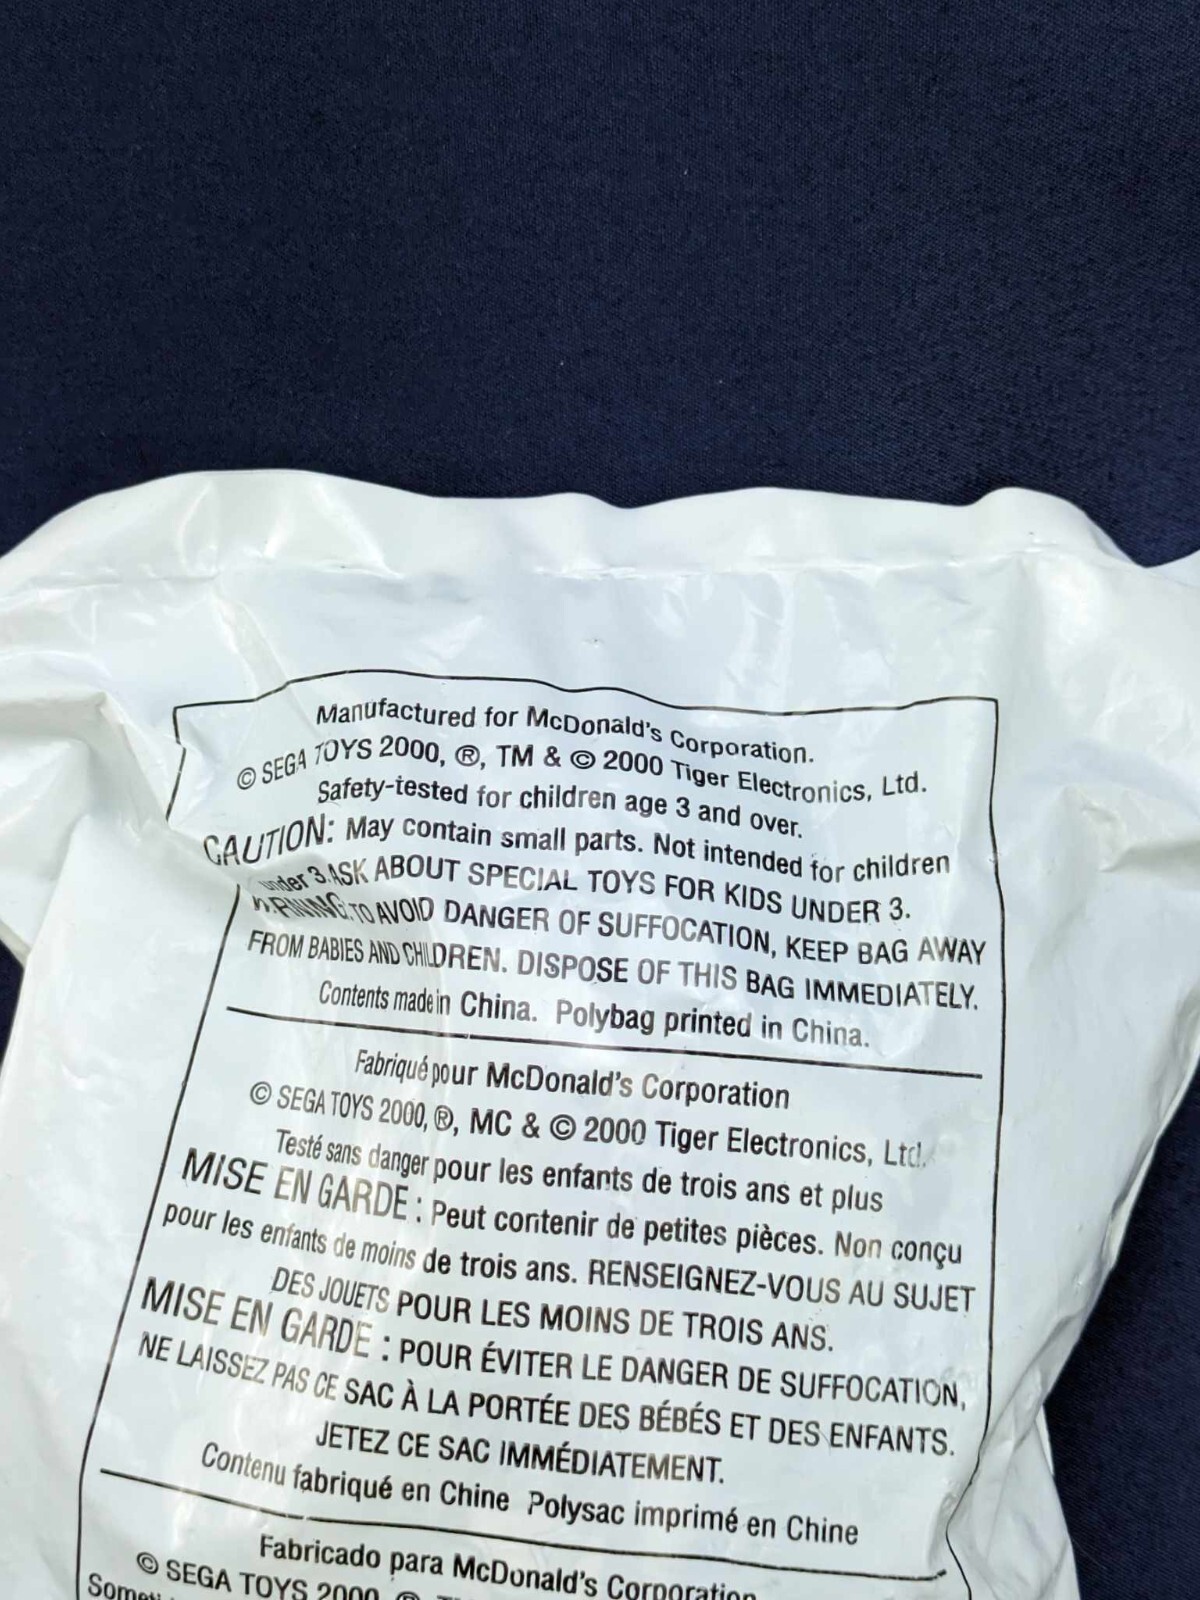 Manufactured for McDonald's Corporation.
© SEGA TOYS 2000, ®, TM & © 2000 Tiger Electronics, Ltd.
Safety-tested for children age 3 and over.
CAUTION: May contain small parts. Not intended for children
under 3. ASK ABOUT SPECIAL TOYS FOR KIDS UNDER 3.
WARNING: TO AVOID DANGER OF SUFFOCATION, KEEP BAG AWAY
FROM BABIES AND CHILDREN. DISPOSE OF THIS BAG IMMEDIATELY.
Contents made in China. Polybag printed in China.
Fabriqué pour McDonald's Corporation
© SEGA TOYS 2000, ®, MC & © 2000 Tiger Electronics, Ltd.
Testé sans danger pour les enfants de trois ans et plus
MISE EN GARDE : Peut contenir de petites pièces. Non conçu
pour les enfants de moins de trois ans. RENSEIGNEZ-VOUS AU SUJET
DES JOUETS POUR LES MOINS DE TROIS ANS.
MISE EN GARDE : POUR ÉVITER LE DANGER DE SUFFOCATION,
NE LAISSEZ PAS CE SAC À LA PORTÉE DES BÉBÉS ET DES ENFANTS.
JETEZ CE SAC IMMÉDIATEMENT.
Contenu fabriqué en Chine Polysac imprimé en Chine
Fabricado para McDonald's Corporation
© SEGA TOYS 2000, ®,